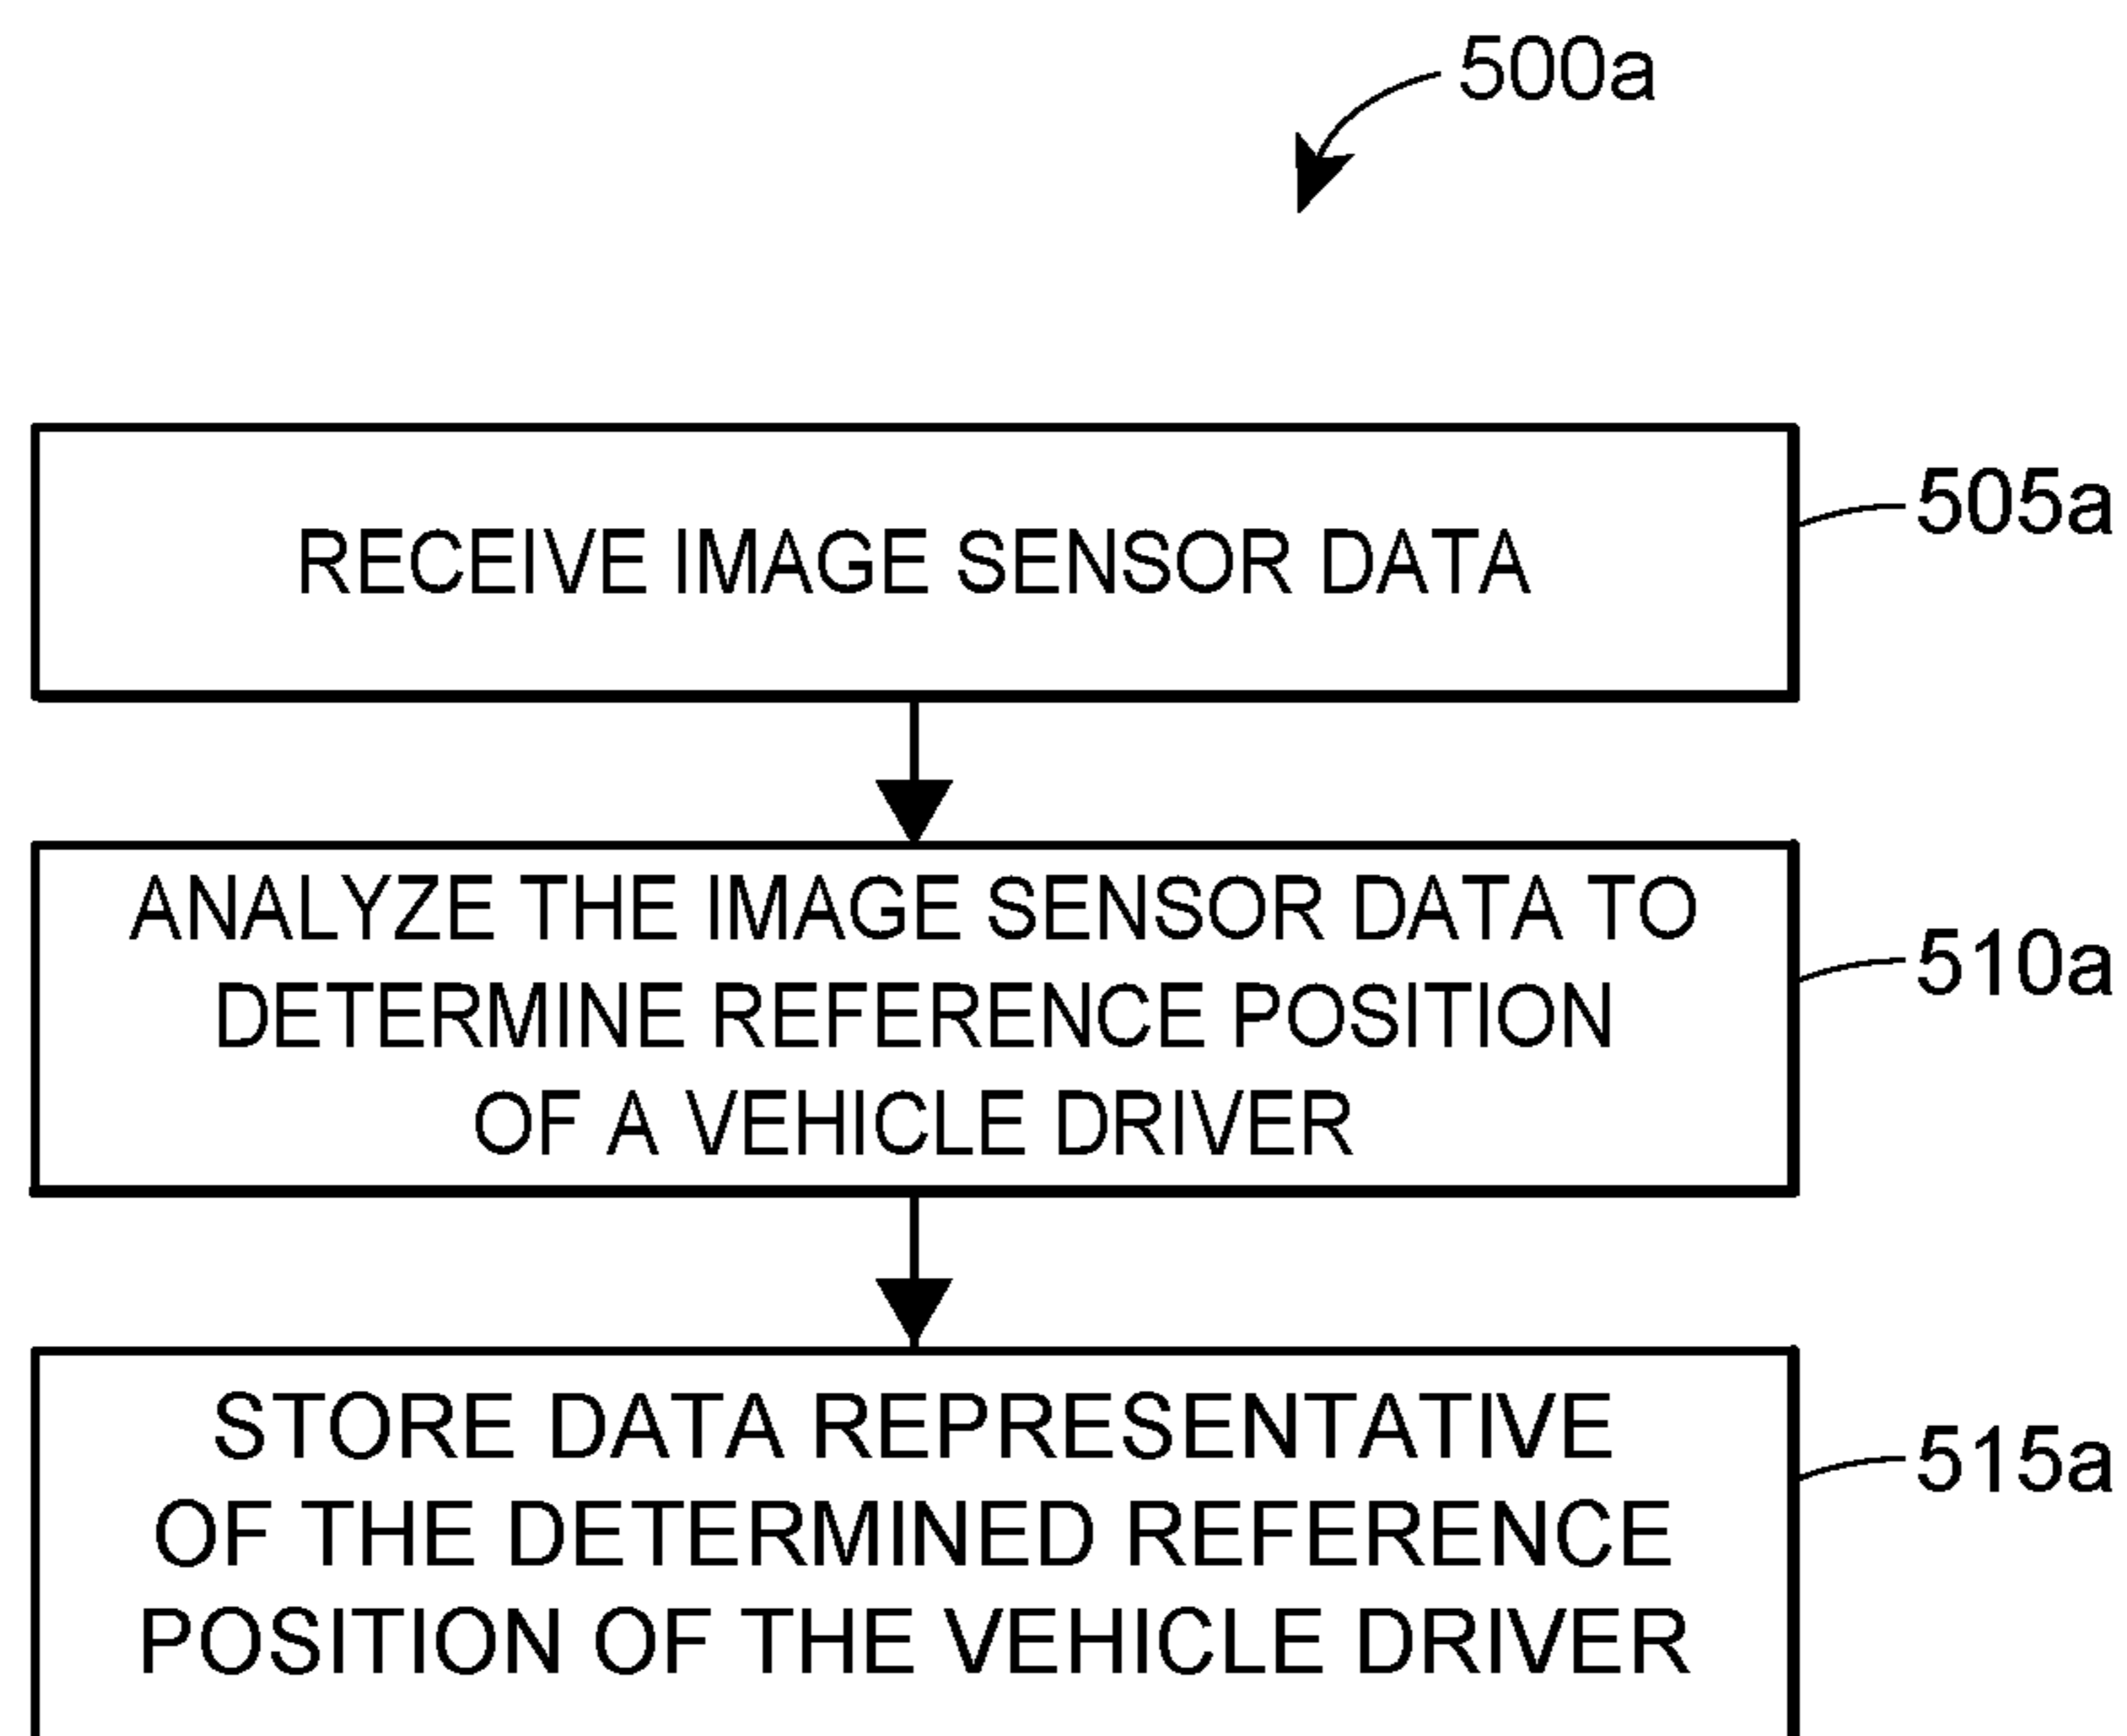 500a
RECEIVE IMAGE SENSOR DATA
505a
ANALYZE THE IMAGE SENSOR DATA TO
DETERMINE REFERENCE POSITION
OF A VEHICLE DRIVER
510a
STORE DATA REPRESENTATIVE
OF THE DETERMINED REFERENCE
POSITION OF THE VEHICLE DRIVER
515a